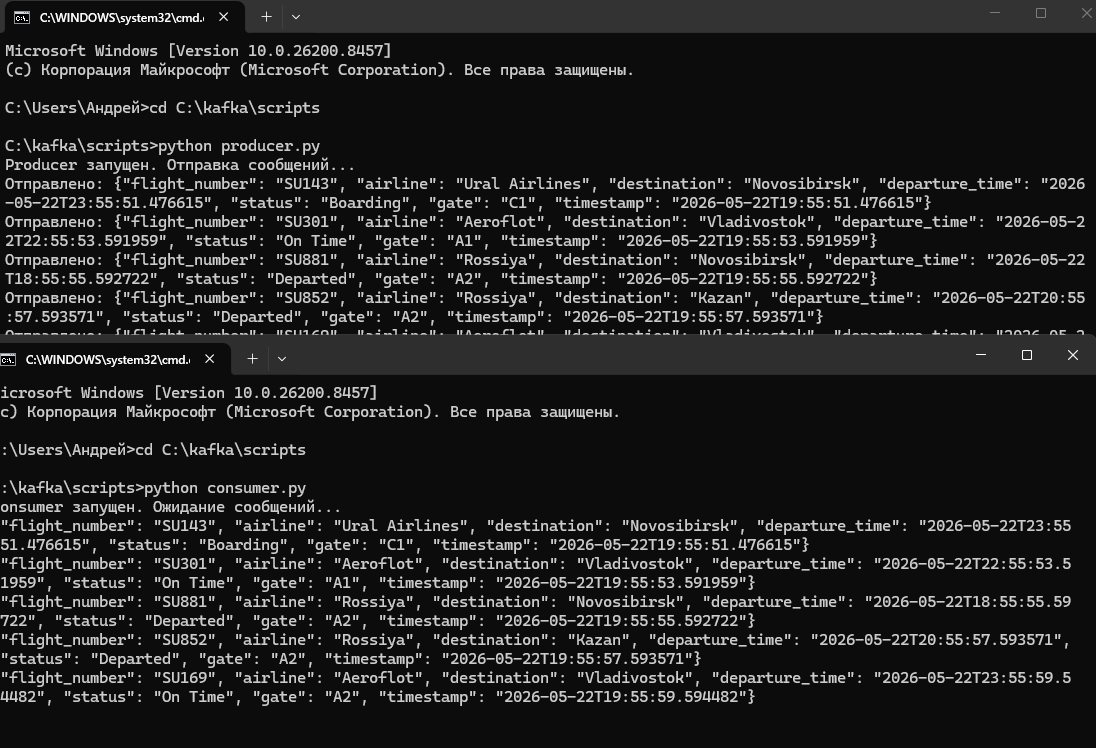 C:\WINDOWS\system32\cmd.
Microsoft Windows [Version 10.0.26200.8457]
(c) Корпорация Майкрософт (Microsoft Corporation). Все права защищены.
C:\Users\Андрей>cd C:\kafka\scripts
C:\kafka\scripts>python producer.py
Producer запущен. Отправка сообщений...
Отправлено: {"flight_number": "SU143", "airline": "Ural Airlines", "destination": "Novosibirsk", "departure_time": "2026
-05-22T23:55:51.476615", "status": "Boarding", "gate": "C1", "timestamp": "2026-05-22T19:55:51.476615"}
Отправлено: {"flight_number": "SU301", "airline": "Aeroflot", "destination": "Vladivostok", "departure_time": "2026-05-2
2T22:55:53.591959", "status": "On Time", "gate": "A1", "timestamp": "2026-05-22T19:55:53.591959"}
Отправлено: {"flight_number": "SU881", "airline": "Rossiya", "destination": "Novosibirsk", "departure_time": "2026-05-22
T18:55:55.592722", "status": "Departed", "gate": "A2", "timestamp": "2026-05-22T19:55:55.592722"}
Отправлено: {"flight_number": "SU852", "airline": "Rossiya", "destination": "Kazan", "departure_time": "2026-05-22T20:55
:57.593571", "status": "Departed", "gate": "A2", "timestamp": "2026-05-22T19:55:57.593571"}
Отправлено: {"flight_number": "SU169", "airline": "Aeroflot", "destination": "Vladivostok", "departure_time": "2026-05-2
C:\WINDOWS\system32\cmd.
icrosoft Windows [Version 10.0.26200.8457]
c) Корпорация Майкрософт (Microsoft Corporation). Все права защищены.
:\Users\Андрей>cd C:\kafka\scripts
:\kafka\scripts>python consumer.py
onsumer запущен. Ожидание сообщений...
"flight_number": "SU143", "airline": "Ural Airlines", "destination": "Novosibirsk", "departure_time": "2026-05-22T23:55
51.476615", "status": "Boarding", "gate": "C1", "timestamp": "2026-05-22T19:55:51.476615"}
"flight_number": "SU301", "airline": "Aeroflot", "destination": "Vladivostok", "departure_time": "2026-05-22T22:55:53.5
1959", "status": "On Time", "gate": "A1", "timestamp": "2026-05-22T19:55:53.591959"}
"flight_number": "SU881", "airline": "Rossiya", "destination": "Novosibirsk", "departure_time": "2026-05-22T18:55:55.59
722", "status": "Departed", "gate": "A2", "timestamp": "2026-05-22T19:55:55.592722"}
"flight_number": "SU852", "airline": "Rossiya", "destination": "Kazan", "departure_time": "2026-05-22T20:55:57.593571",
"status": "Departed", "gate": "A2", "timestamp": "2026-05-22T19:55:57.593571"}
"flight_number": "SU169", "airline": "Aeroflot", "destination": "Vladivostok", "departure_time": "2026-05-22T23:55:59.5
4482", "status": "On Time", "gate": "A2", "timestamp": "2026-05-22T19:55:59.594482"}